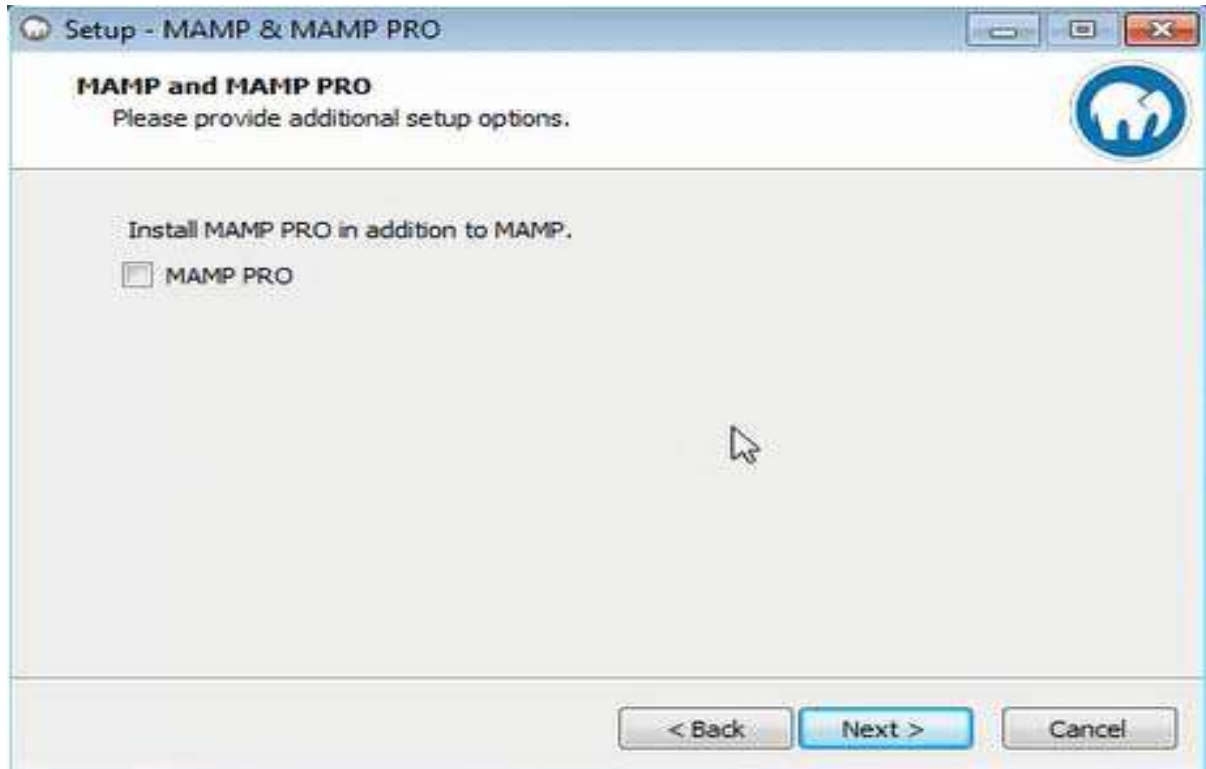 Setup - MAMP & MAMP PRO
MAMP and MAMP PRO
Please provide additional setup options.
Install MAMP PRO in addition to MAMP.
MAMP PRO
< Back Next > Cancel